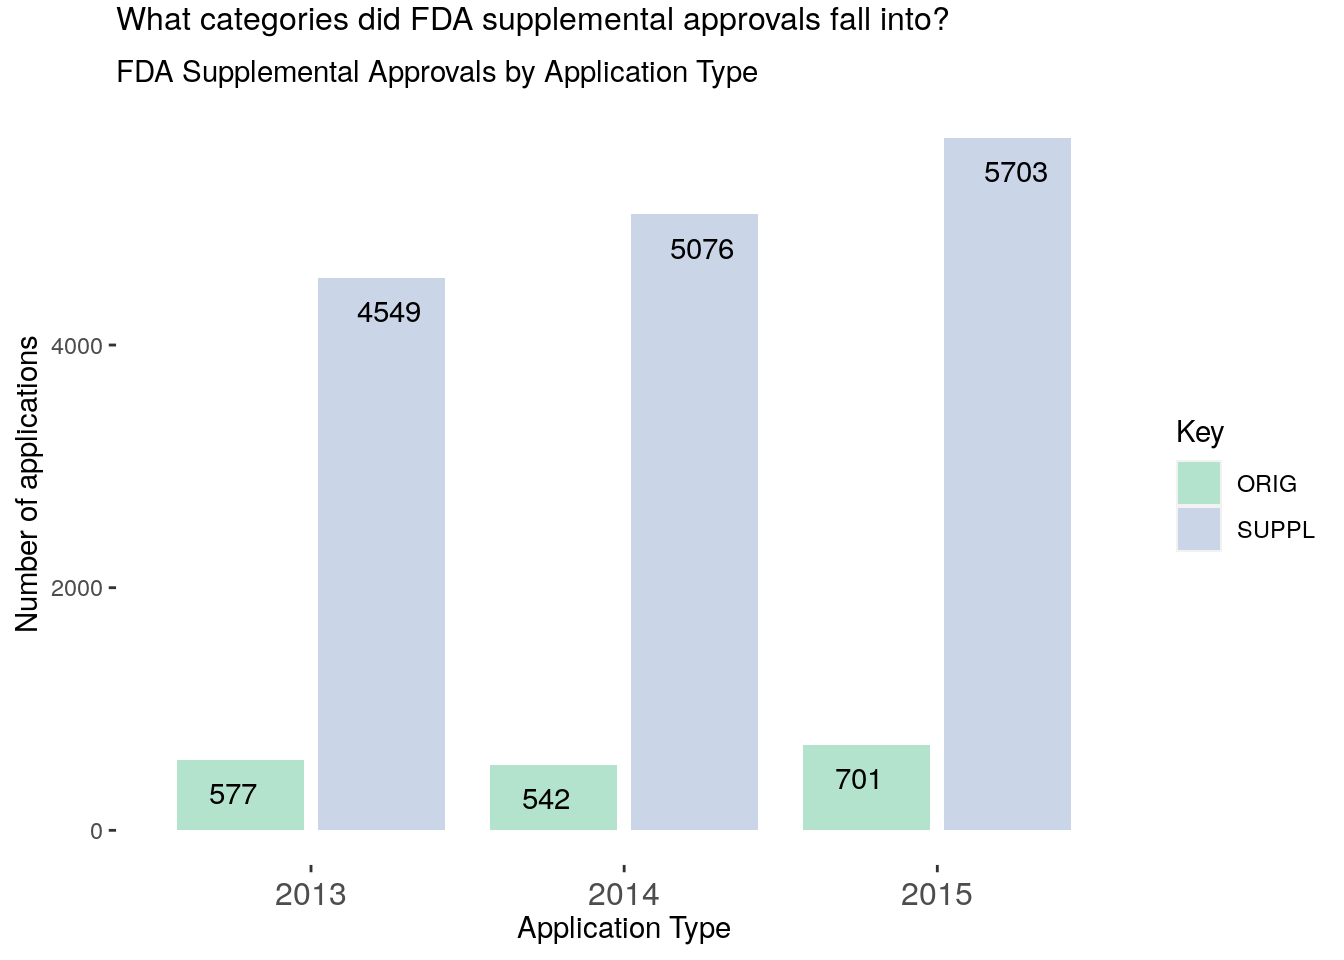 What categories did FDA supplemental approvals fall into?
FDA Supplemental Approvals by Application Type
Number of applications
4000
2000
0
577
4549
542
5076
701
5703
2013
2014
2015
Application Type
Key
ORIG
SUPPL